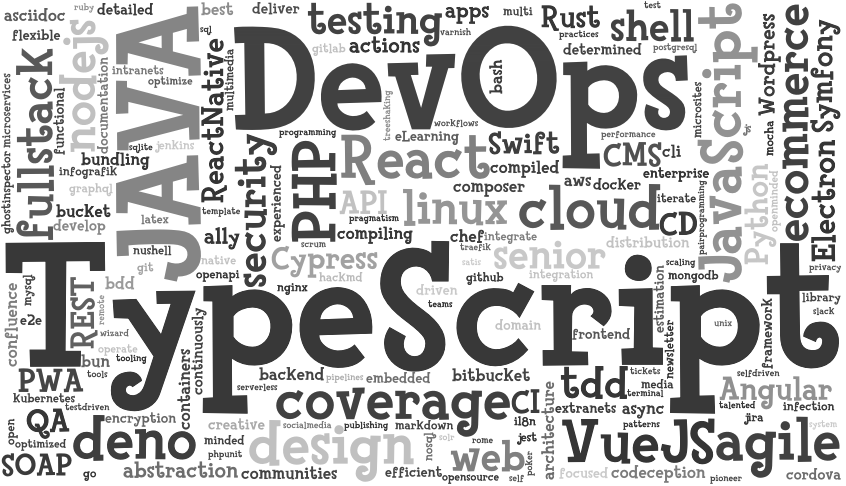 asciidoc
ruby
detailed
best
deliver
testing
apps
multi
Rust
test
shell
flexible
nodejs
JAVA
sql
DevOps
gitlab
actions
varnish
practices
determined
postgresql
JavaScript
Wordpress
ecommerce
Symfony
Electron
ghostinspector
microservices
fullstack
functional
documentation
intranets
optimize
ReactNative
multimedia
bash
treeshaking
workflows
eLearning
performance
microsites
mocha
sqlite
jenkins
bundling
infografik
graphql
programming
security
experienced
PHP
React
Swift
compiled
CMS
cli
enterprise
composer
aws
docker
iterate
pairprogramming
Python
openminded
bucket
develop
latex
template
API
pragmatism
linux
cloud
CD
nushell
git
ally
scrum
compiling
chef
integrate
traefik
distribution
native
openapi
Cypress
hackmd
satis
senior
integration
scaling
mongodb
privacy
TypeScript
confluence
mysql
e2e
REST
bdd
remote
wizard
operate
tooling
bun
tools
nginx
driven
teams
github
domain
frontend
estimation
newsletter
unix
framework
library
slack
PWA
Kubernetes
testdriven
containers
continuously
serverless
backend
pipelines
embedded
bitbucket
tdd
tickets
media
terminal
selfdriven
Angular
talented
infection
QA
open
optimized
SOAP
encryption
deno
go
abstraction
creative
minded
phpunit
communities
socialmedia
publishing
coverage
design
markdown
nosql
solr
efficient
opensource
CI
i18n
jest
rome
web
self
poker
architecture
extranets
async
patterns
VueJS
agile
jira
system
focused
codeception
pioneer
cordova